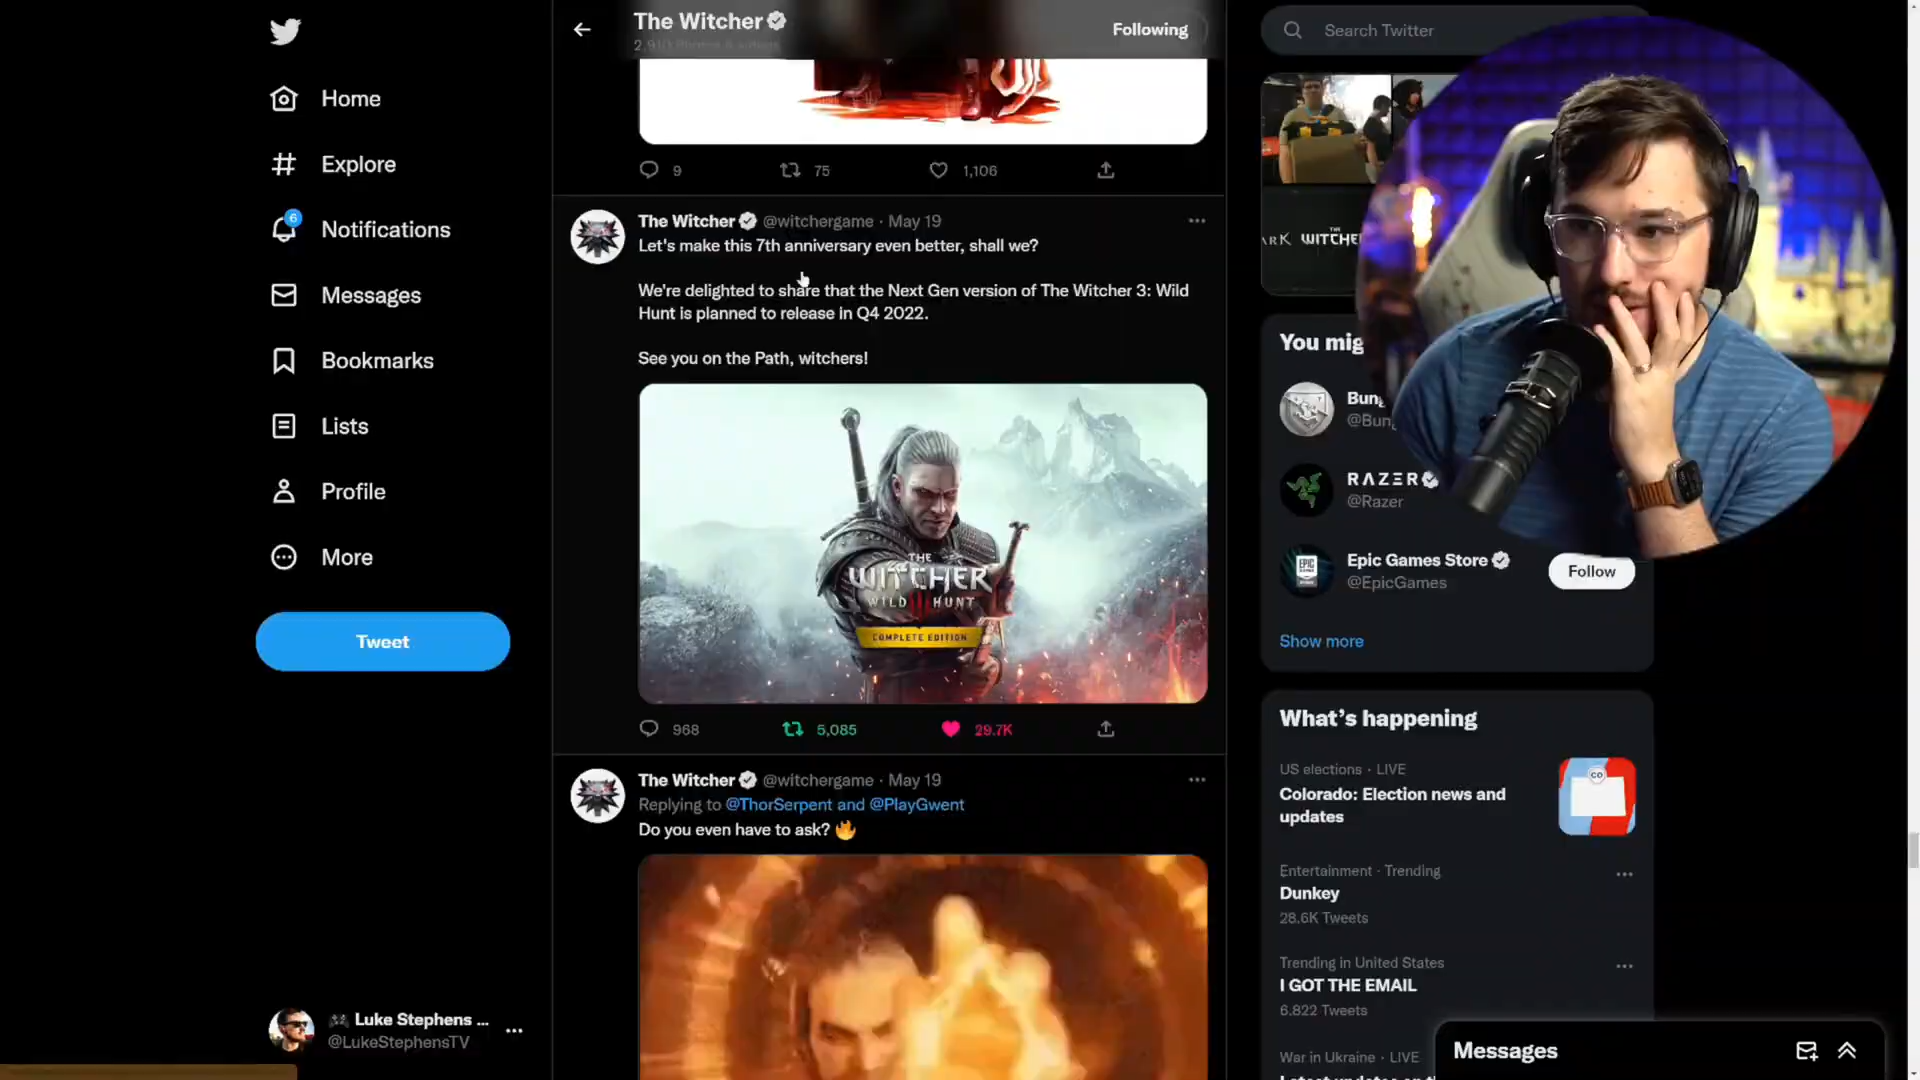 Home
Explore
6
Notifications
Messages
Bookmarks
Lists
Profile
More
Tweet
Luke Stephens ...
@LukeStephensTV
The Witcher
Following
9
75
1,106
The Witcher @witchergame · May 19
Let's make this 7th anniversary even better, shall we?
We're delighted to share that the Next Gen version of The Witcher 3: Wild
Hunt is planned to release in Q4 2022.
See you on the Path, witchers!
THE
WITCHER
WILD HUNT
COMPLETE EDITION
968
5,085
29.7K
The Witcher @witchergame · May 19
Replying to @ThorSerpent and @PlayGwent
Do you even have to ask? 🔥
Search Twitter
WITCHE
You mig
Bung
@Bung
RAZER
@Razer
Epic Games Store
@EpicGames
Follow
Show more
What's happening
US elections · LIVE
Colorado: Election news and
updates
CO
Entertainment · Trending
Dunkey
28.6K Tweets
Trending in United States
I GOT THE EMAIL
6,822 Tweets
War in Ukraine · LIVE
Messages